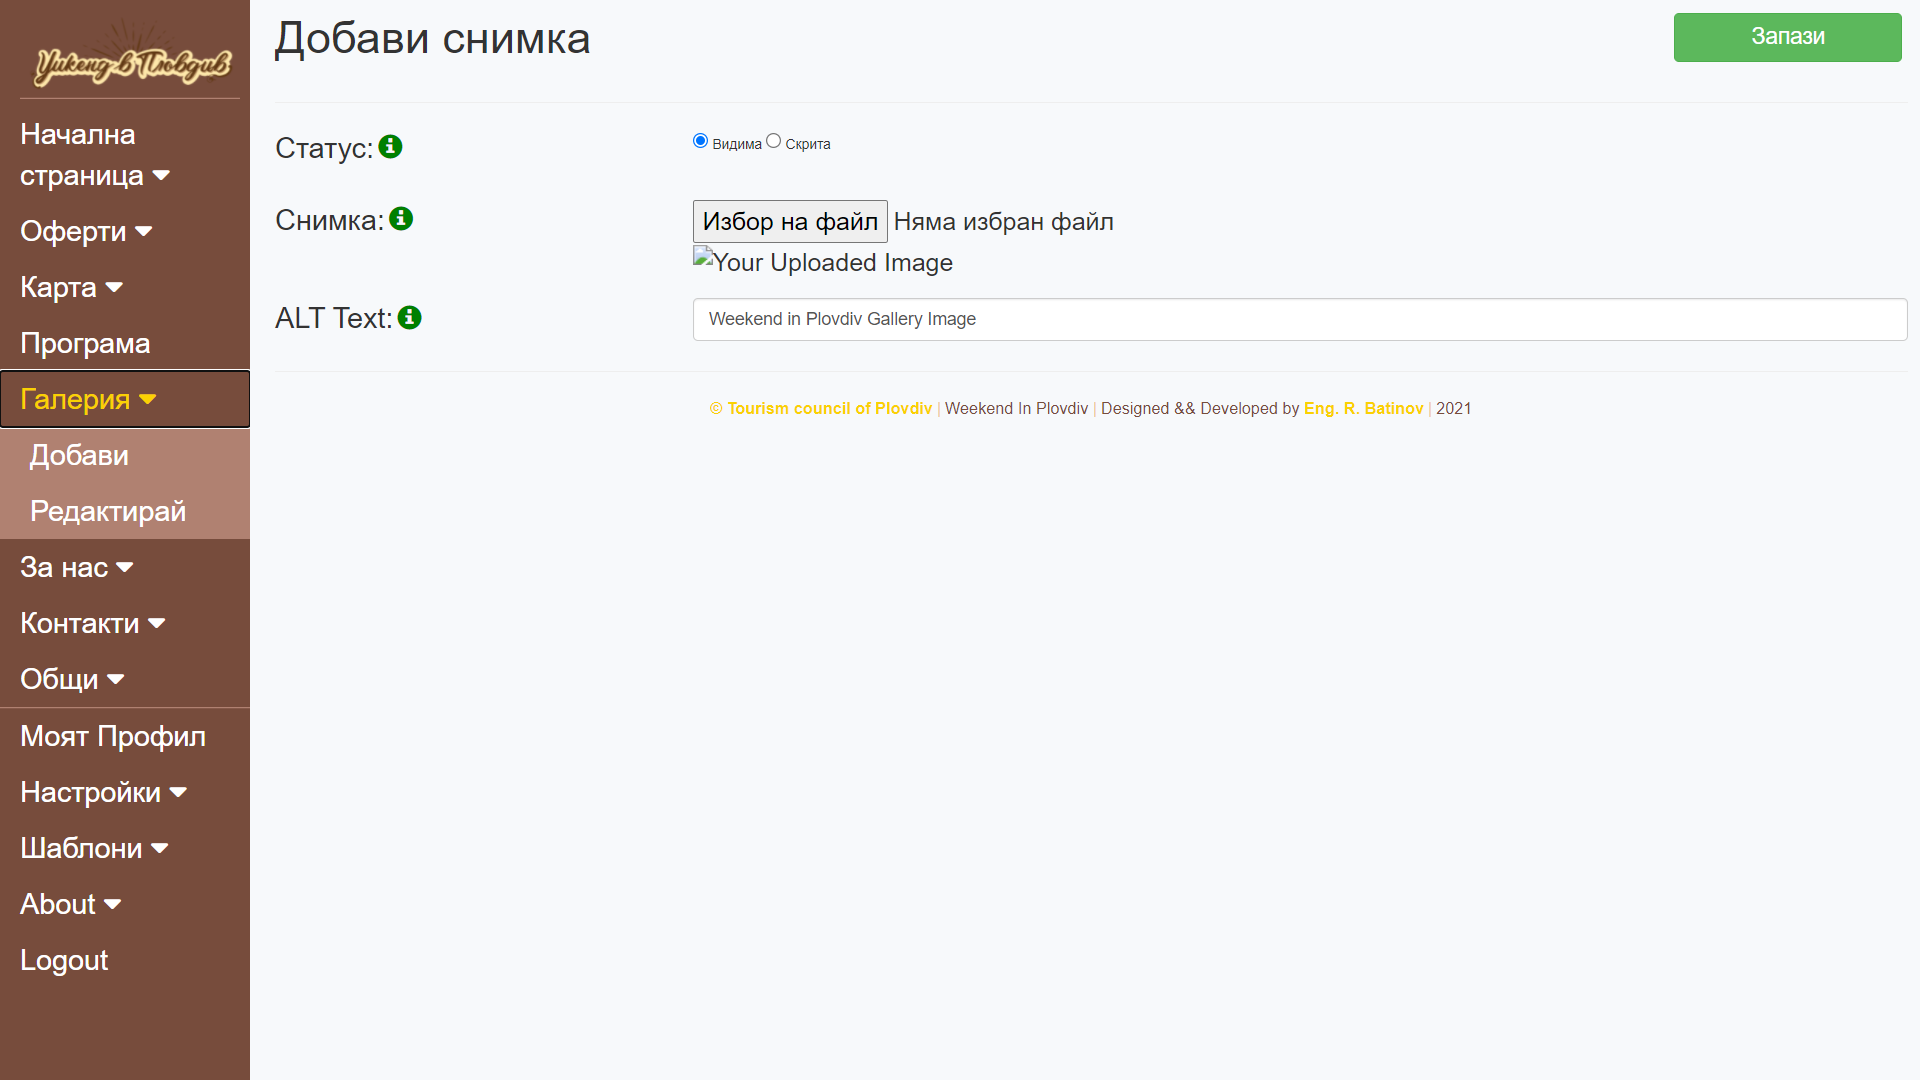 Уикенд в Пловдив
Начална
страница
Оферти
Карта
Програма
Галерия
Добави
Редактирай
За нас
Контакти
Общи
Моят Профил
Настройки
Шаблони
About
Logout
Добави снимка
Запази
Статус:
Видима Скрита
Снимка:
Избор на файл Няма избран файл
Your Uploaded Image
ALT Text:
Weekend in Plovdiv Gallery Image
© Tourism council of Plovdiv | Weekend In Plovdiv | Designed && Developed by Eng. R. Batinov | 2021